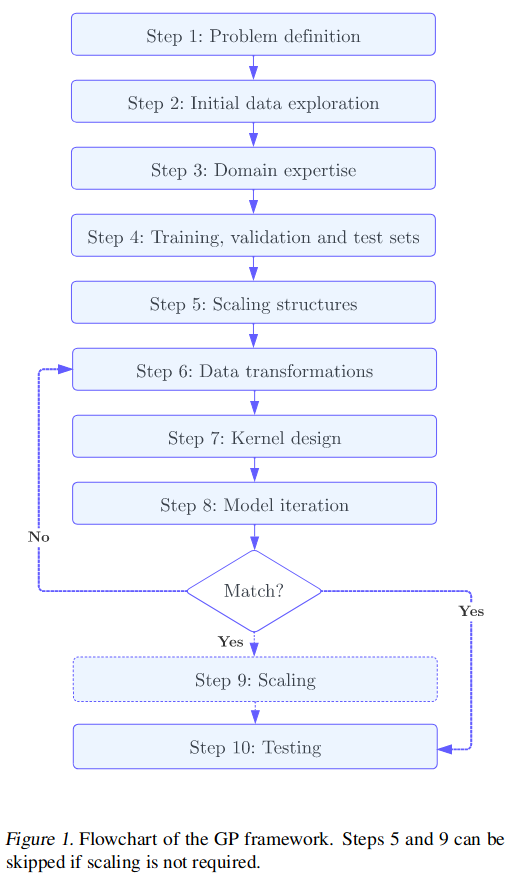 Step 1: Problem definition
Step 2: Initial data exploration
Step 3: Domain expertise
Step 4: Training, validation and test sets
Step 5: Scaling structures
Step 6: Data transformations
Step 7: Kernel design
Step 8: Model iteration
No
Match?
Yes
Yes
Step 9: Scaling
Step 10: Testing
Figure 1. Flowchart of the GP framework. Steps 5 and 9 can be
skipped if scaling is not required.